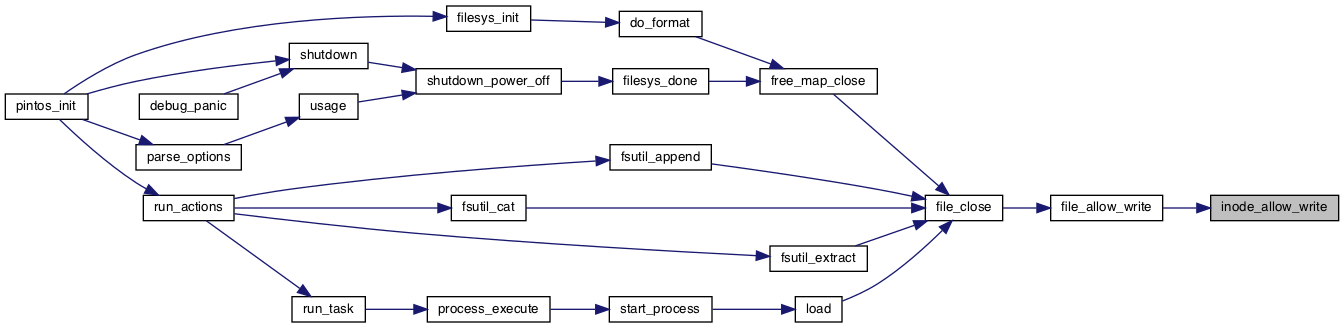 filesys_init
do_format
shutdown
shutdown_power_off
filesys_done
free_map_close
pintos_init
debug_panic
usage
parse_options
fsutil_append
run_actions
fsutil_cat
file_close
file_allow_write
inode_allow_write
fsutil_extract
run_task
process_execute
start_process
load